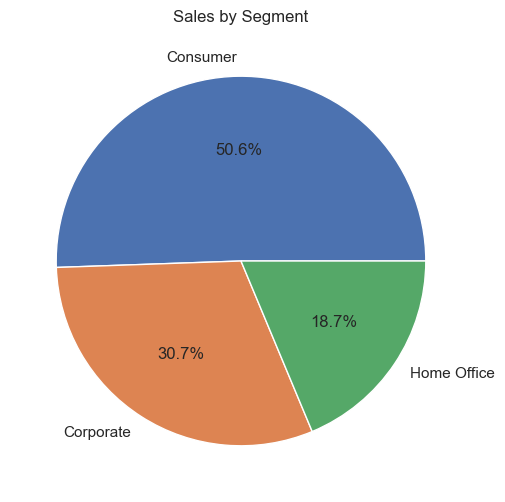 Sales by Segment
Consumer
50.6%
18.7%
30.7%
Home Office
Corporate